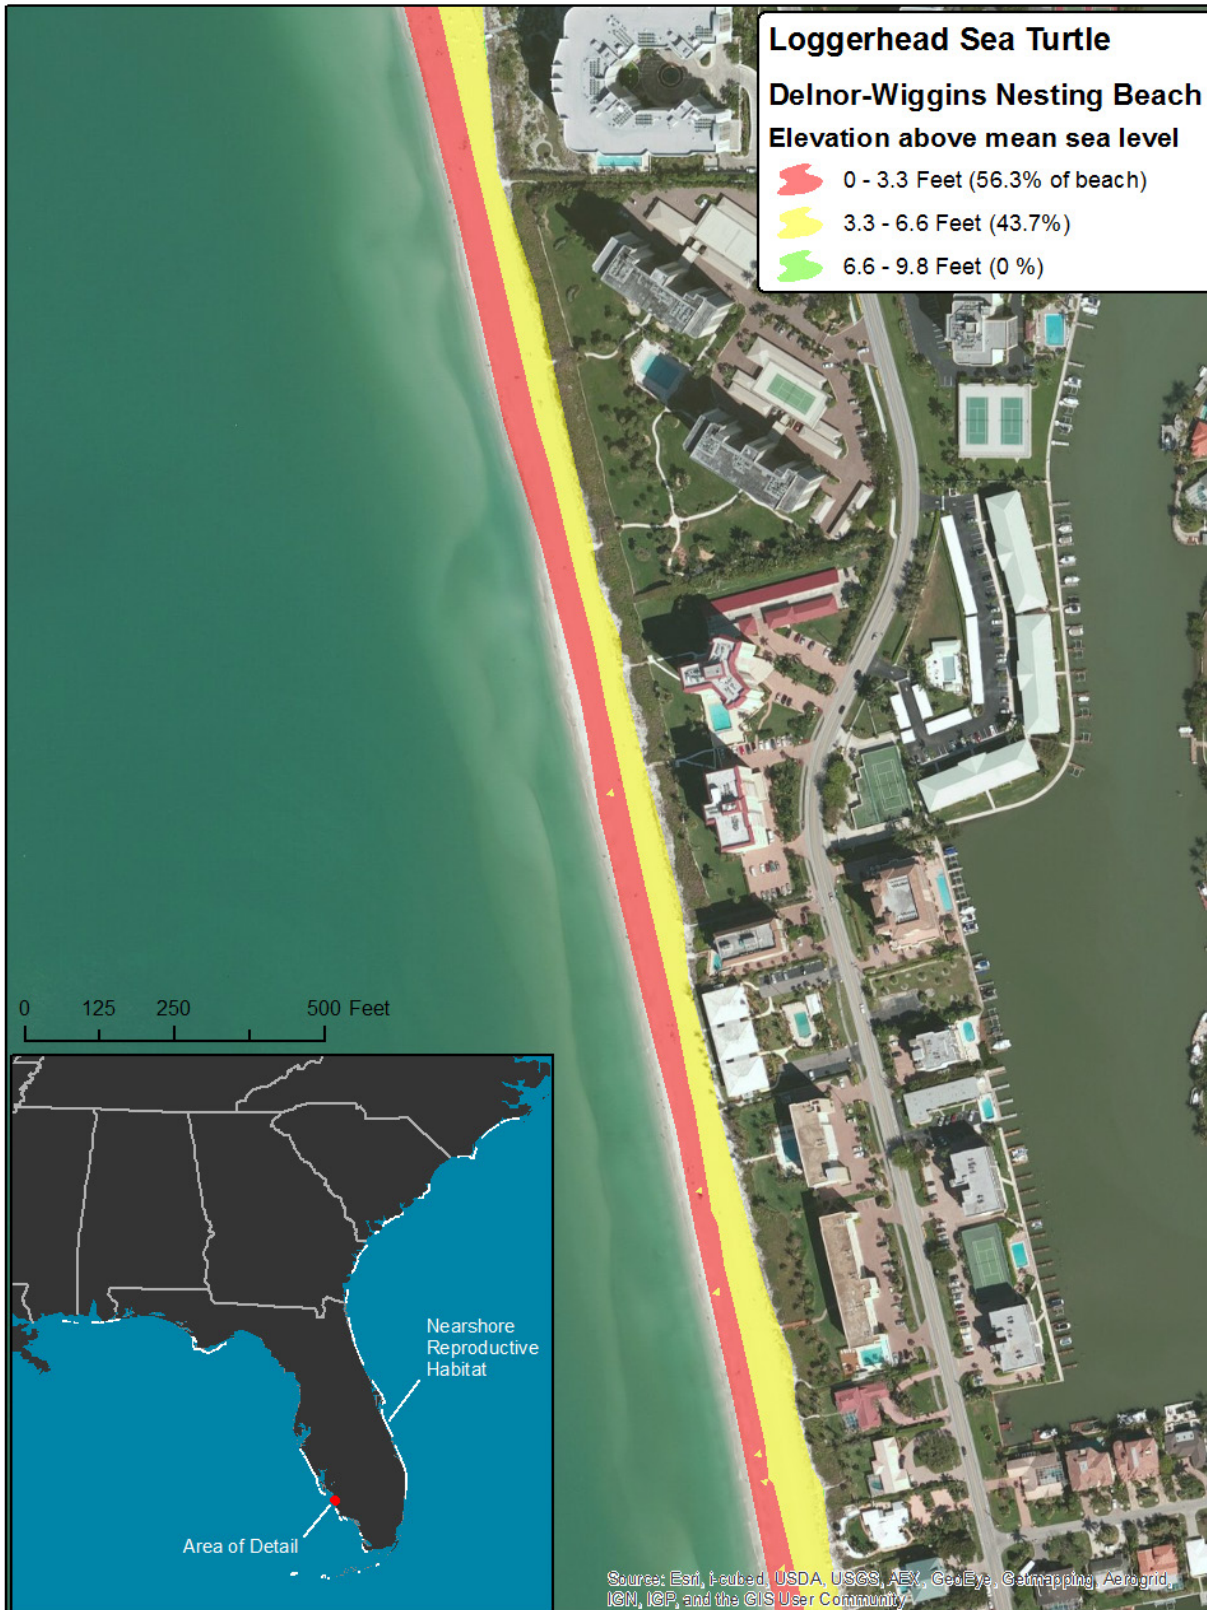 Loggerhead Sea Turtle
Delnor-Wiggins Nesting Beach
Elevation above mean sea level
0 - 3.3 Feet (56.3% of beach)
3.3 - 6.6 Feet (43.7%)
6.6 - 9.8 Feet (0 %)
0 125 250 500 Feet
Nearshore
Reproductive
Habitat
Area of Detail
Source: Esri, i-cubed, USDA, USGS, AEX, GeoEye, Getmapping, Aerogrid,
IGN, IGP, and the GIS User Community